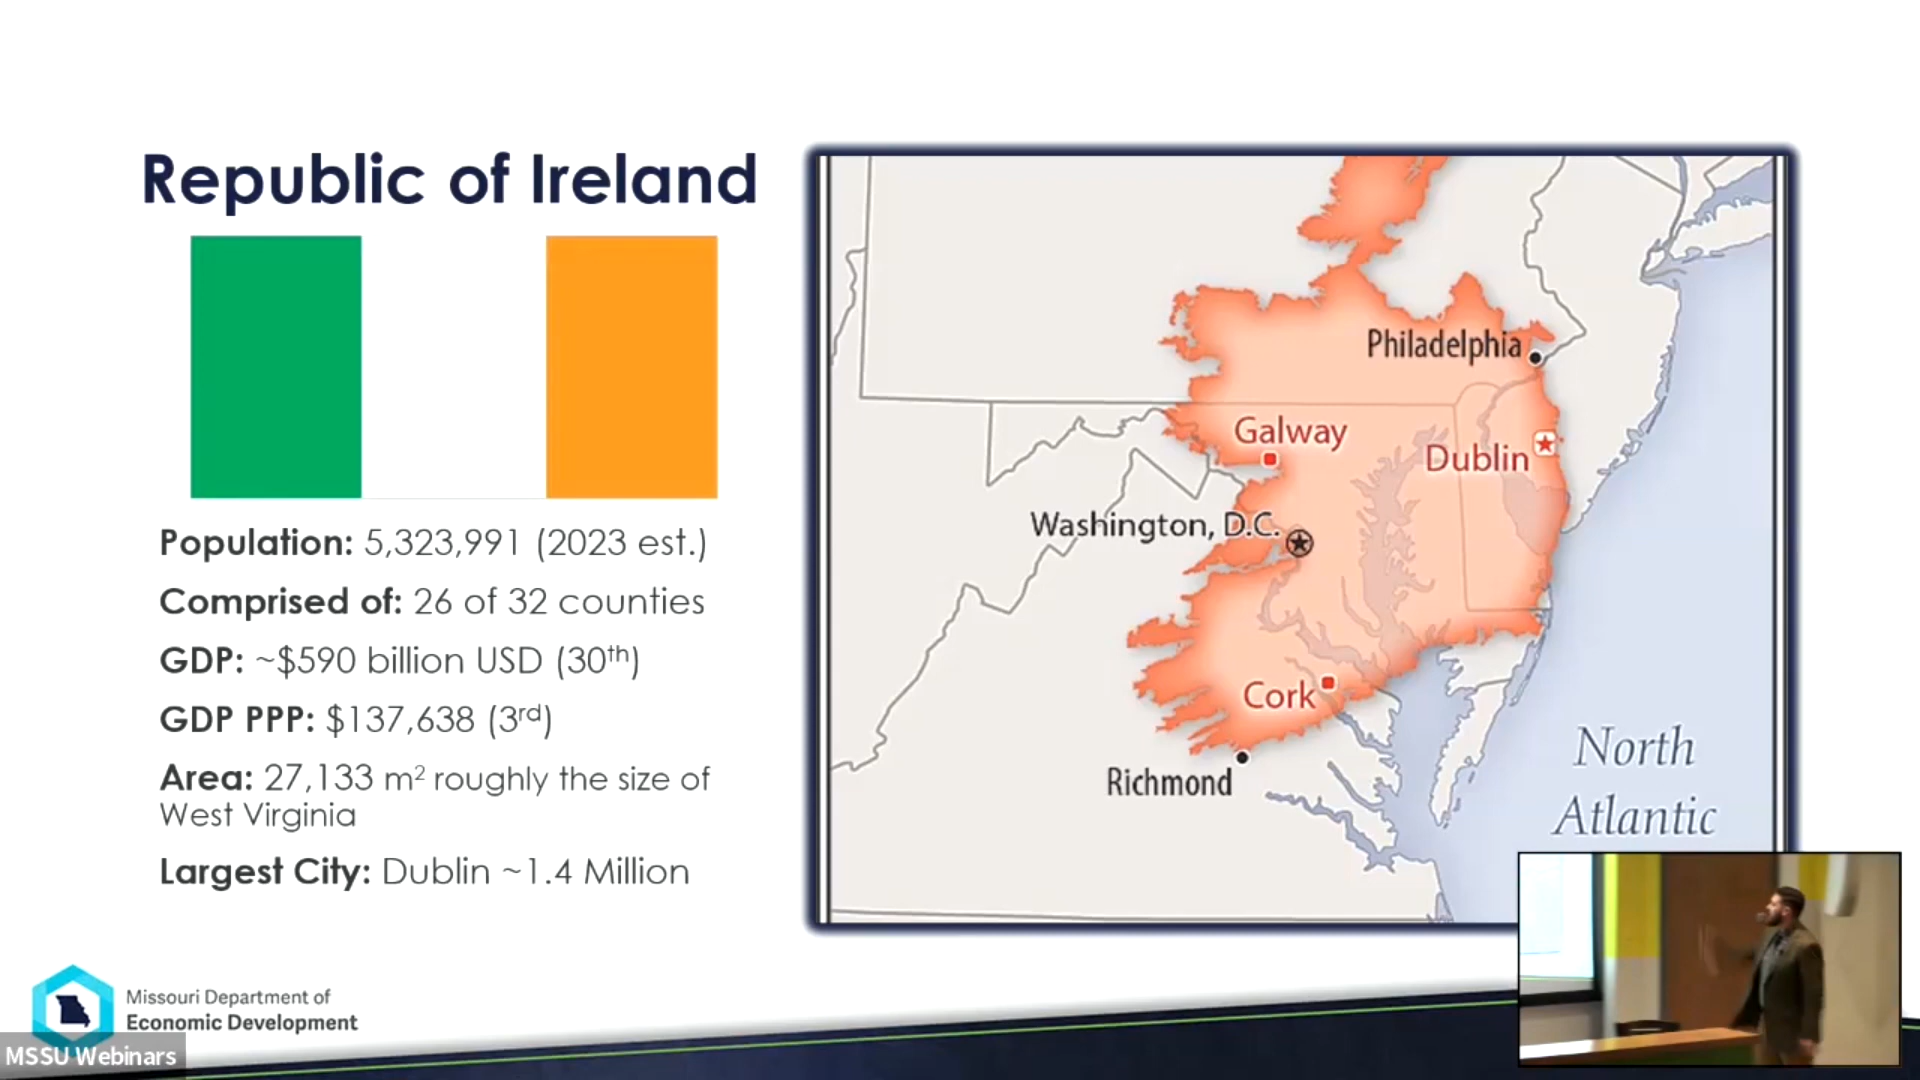 Republic of Ireland
Population: 5,323,991 (2023 est.)
Comprised of: 26 of 32 counties
GDP: ~$590 billion USD (30th)
GDP PPP: $137,638 (3rd)
Area: 27,133 m² roughly the size of
West Virginia
Largest City: Dublin ~1.4 Million
Philadelphia
Galway
Dublin
Washington, D.C.
Cork
Richmond
North
Atlantic
Missouri Department of
Economic Development
MSSU Webinars